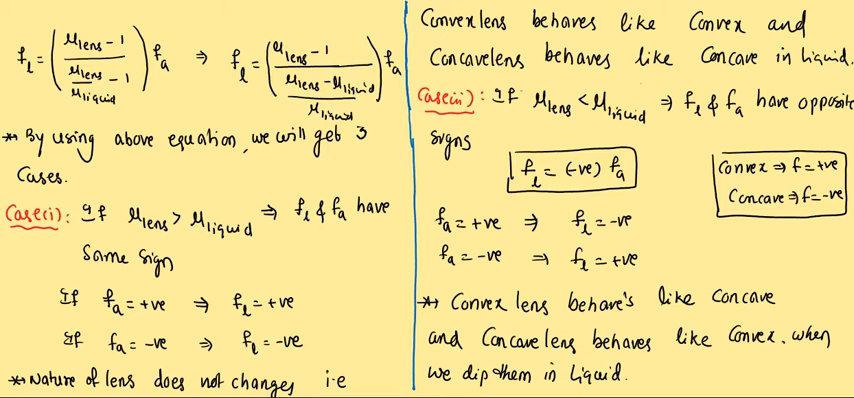 f_l = ((μ_lens - 1) / (μ_lens/μ_liquid - 1)) f_a ⇒ f_l = ((μ_lens - 1) / ((μ_lens - μ_liquid)/μ_liquid)) f_a
** By using above equation, we will get 3
Cases.
Case(i): If μ_lens > μ_liquid ⇒ f_l & f_a have
Same sign
If f_a = +ve ⇒ f_l = +ve
If f_a = -ve ⇒ f_l = -ve
** Nature of lens does not changes i.e
Convex lens behaves like Convex and
Concave lens behaves like Concave in liquid.
Case(ii): If μ_lens < μ_liquid ⇒ f_l & f_a have opposite
signs
f_l = (-ve) f_a
Convex ⇒ f = +ve
Concave ⇒ f = -ve
f_a = +ve ⇒ f_l = -ve
f_a = -ve ⇒ f_l = +ve
** Convex lens behave's like Concave
and Concave lens behaves like Convex, when
we dip them in liquid.